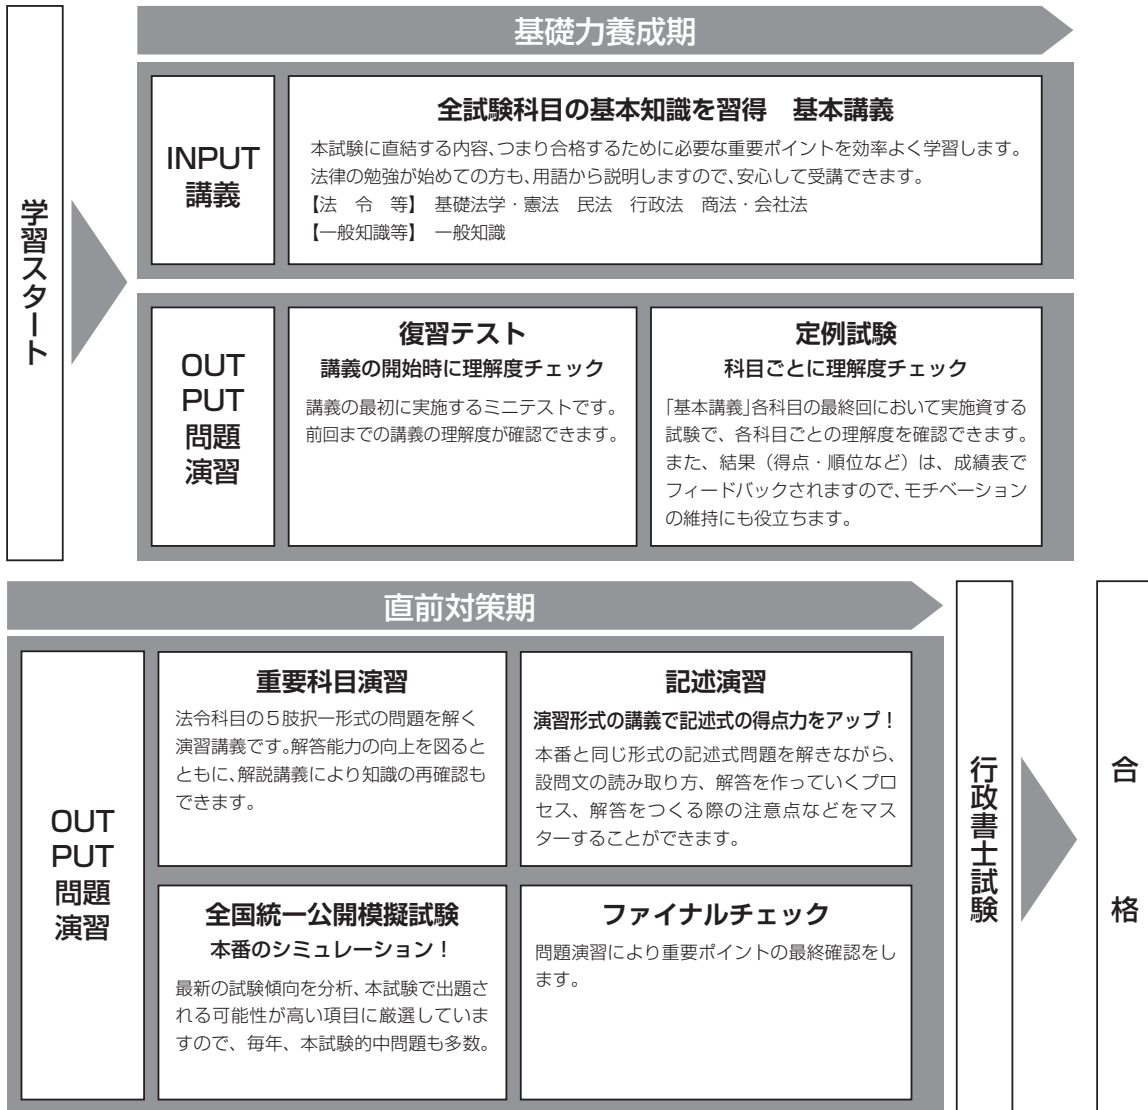 学習スタート
基礎力養成期
INPUT
講義
全試験科目の基本知識を習得　基本講義
本試験に直結する内容、つまり合格するために必要な重要ポイントを効率よく学習します。
法律の勉強が始めての方も、用語から説明しますので、安心して受講できます。
【法　令　等】　基礎法学・憲法　民法　行政法　商法・会社法
【一般知識等】　一般知識
OUT
PUT
問題
演習
復習テスト
講義の開始時に理解度チェック
講義の最初に実施するミニテストです。
前回までの講義の理解度が確認できます。
定例試験
科目ごとに理解度チェック
「基本講義」各科目の最終回において実施資する
試験で、各科目ごとの理解度を確認できます。
また、結果（得点・順位など）は、成績表で
フィードバックされますので、モチベーション
の維持にも役立ちます。
直前対策期
OUT
PUT
問題
演習
重要科目演習
法令科目の５肢択一形式の問題を解く
演習講義です。解答能力の向上を図ると
ともに、解説講義により知識の再確認も
できます。
記述演習
演習形式の講義で記述式の得点力をアップ！
本番と同じ形式の記述式問題を解きながら、
設問文の読み取り方、解答を作っていくプロ
セス、解答をつくる際の注意点などをマス
ターすることができます。
全国統一公開模擬試験
本番のシミュレーション！
最新の試験傾向を分析、本試験で出題さ
れる可能性が高い項目に厳選していま
すので、毎年、本試験的中問題も多数。
ファイナルチェック
問題演習により重要ポイントの最終確認をし
ます。
行政書士試験
合格